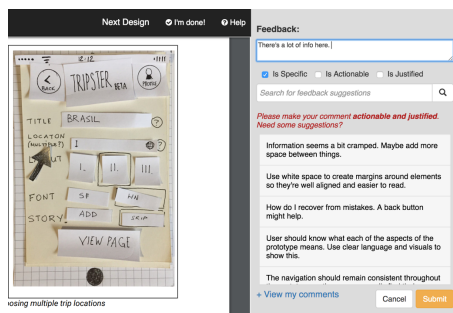 Next Design
I'm done!
? Help
12:12
BACK
TRIPSTER BETA
PROFILE
TITLE
BRASIL
?
LOCATON
(MULTIPLE?)
1
?
I.
II.
III.
FONT
SP
HN
STORY
ADD
SKIP
VIEW PAGE
osing multiple trip locations
Feedback:
There's a lot of info here.
Is Specific
Is Actionable
Is Justified
Search for feedback suggestions
Please make your comment actionable and justified.
Need some suggestions?
Information seems a bit cramped. Maybe add more
space between things.
Use white space to create margins around elements
so they're well aligned and easier to read.
How do I recover from mistakes. A back button
might help.
User should know what each of the aspects of the
prototype means. Use clear language and visuals to
show this.
The navigation should remain consistent throughout
+ View my comments
Cancel
Submit